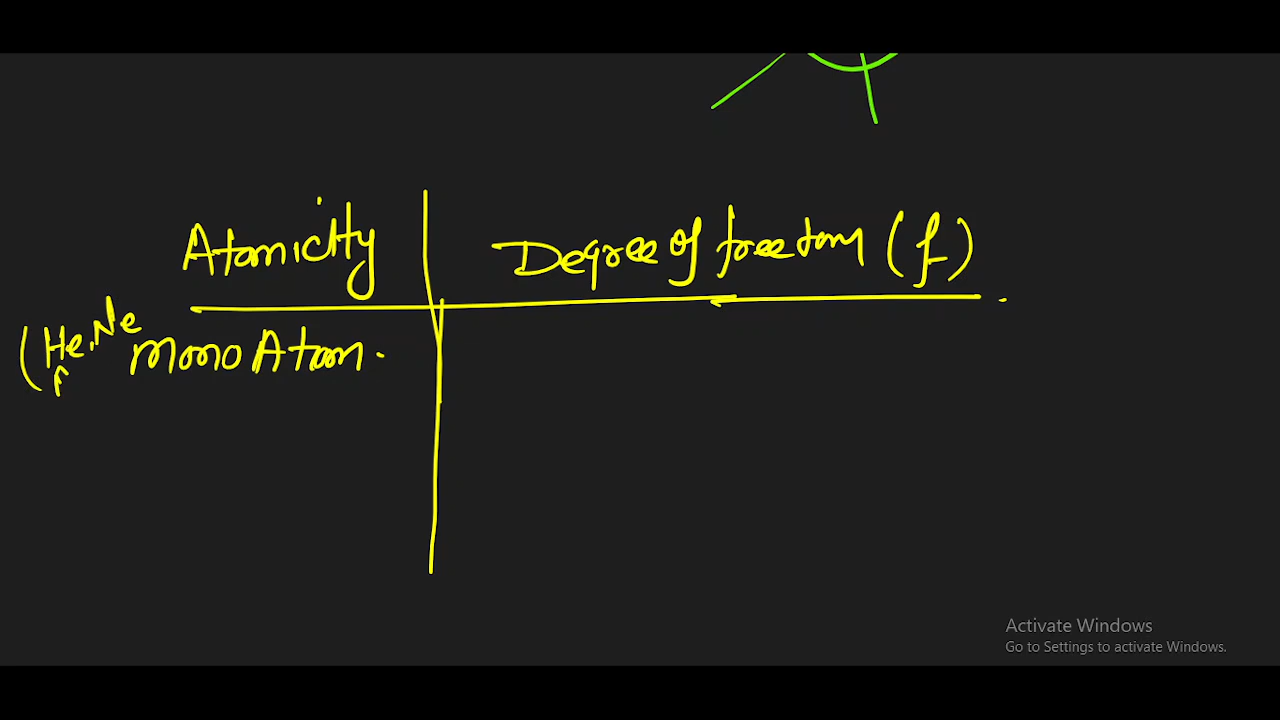 Atomicity Degree of freedom (f)
(He, Ne mono Atom.
Activate Windows
Go to Settings to activate Windows.